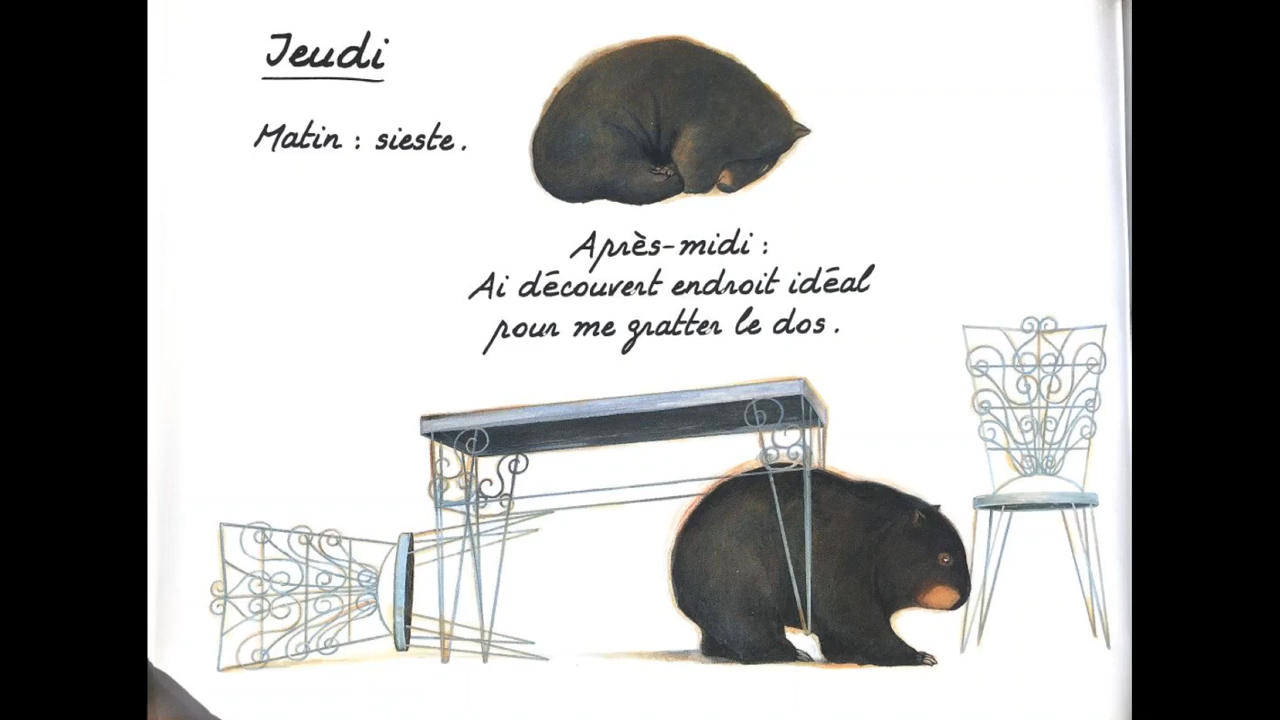 Jeudi
Matin : sieste.
Après-midi :
Ai découvert endroit idéal
pour me gratter le dos.